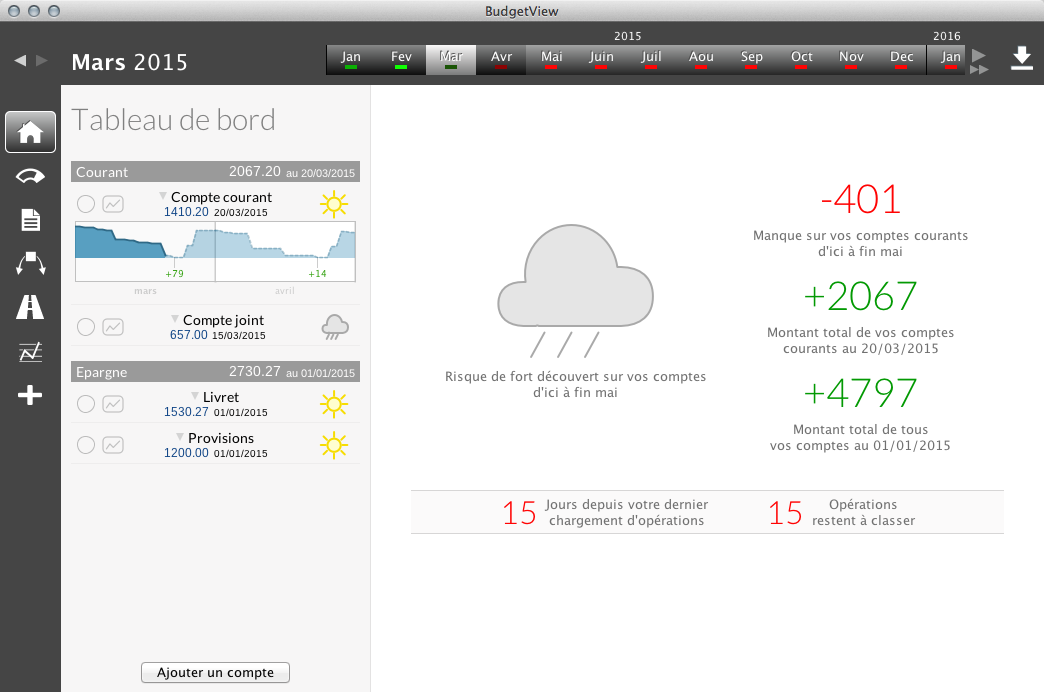 BudgetView
Mars 2015
2015 2016
Jan Fev Mar Avr Mai Juin Juil Aou Sep Oct Nov Dec Jan
Tableau de bord
Courant 2067.20 au 20/03/2015
Compte courant
1410.20 20/03/2015
+79 +14
mars avril
Compte joint
657.00 15/03/2015
Epargne 2730.27 au 01/01/2015
Livret
1530.27 01/01/2015
Provisions
1200.00 01/01/2015
Ajouter un compte
Risque de fort découvert sur vos comptes
d'ici à fin mai
-401
Manque sur vos comptes courants
d'ici à fin mai
+2067
Montant total de vos comptes
courants au 20/03/2015
+4797
Montant total de tous
vos comptes au 01/01/2015
15 Jours depuis votre dernier
chargement d'opérations
15 Opérations
restent à classer